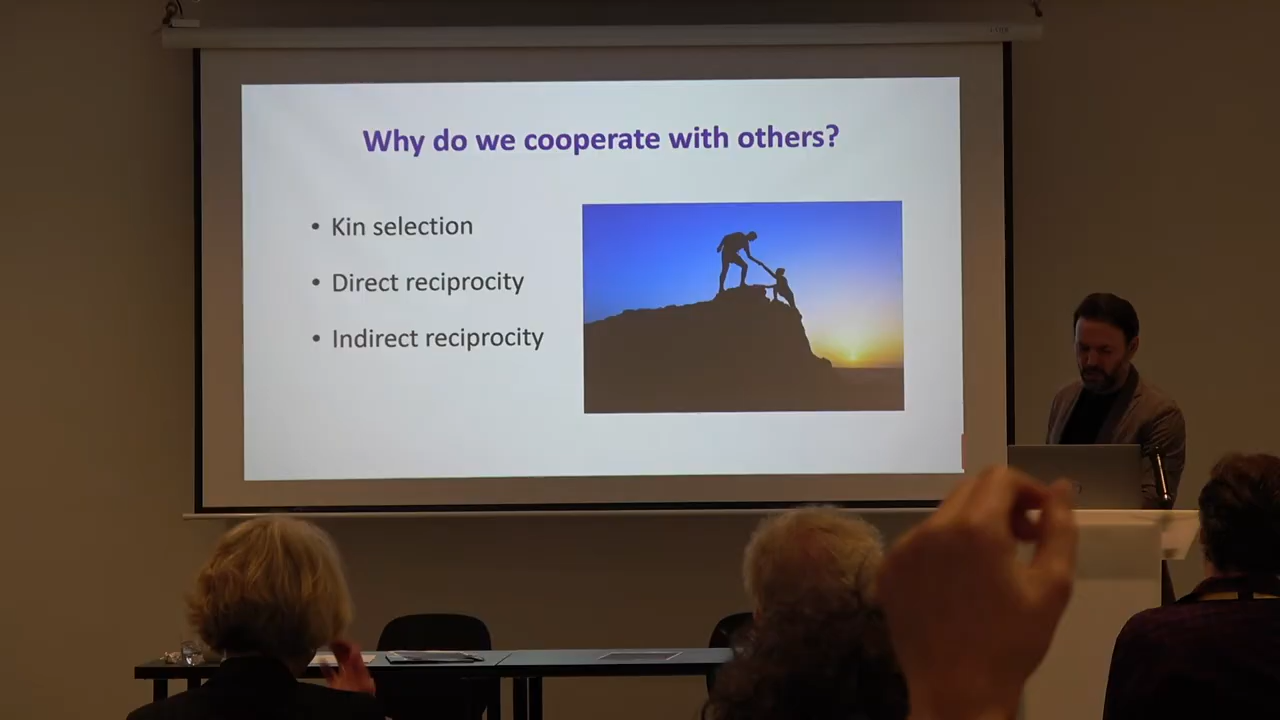 Why do we cooperate with others?
• Kin selection
• Direct reciprocity
• Indirect reciprocity